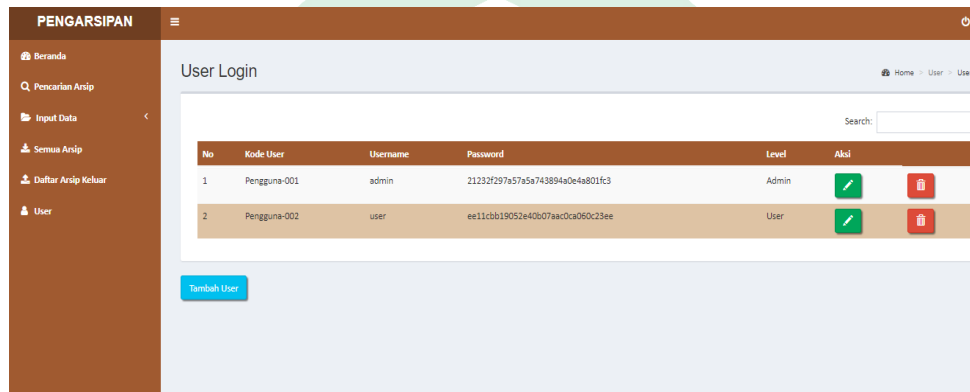 PENGARSIPAN
Beranda
Pencarian Arsip
Input Data
Semua Arsip
Daftar Arsip Keluar
User
User Login
Home > User > Use
Search:
No Kode User Username Password Level Aksi
1 Pengguna-001 admin 21232f297a57a5a743894a0e4a801fc3 Admin
2 Pengguna-002 user ee11cbb19052e40b07aac0ca060c23ee User
Tambah User